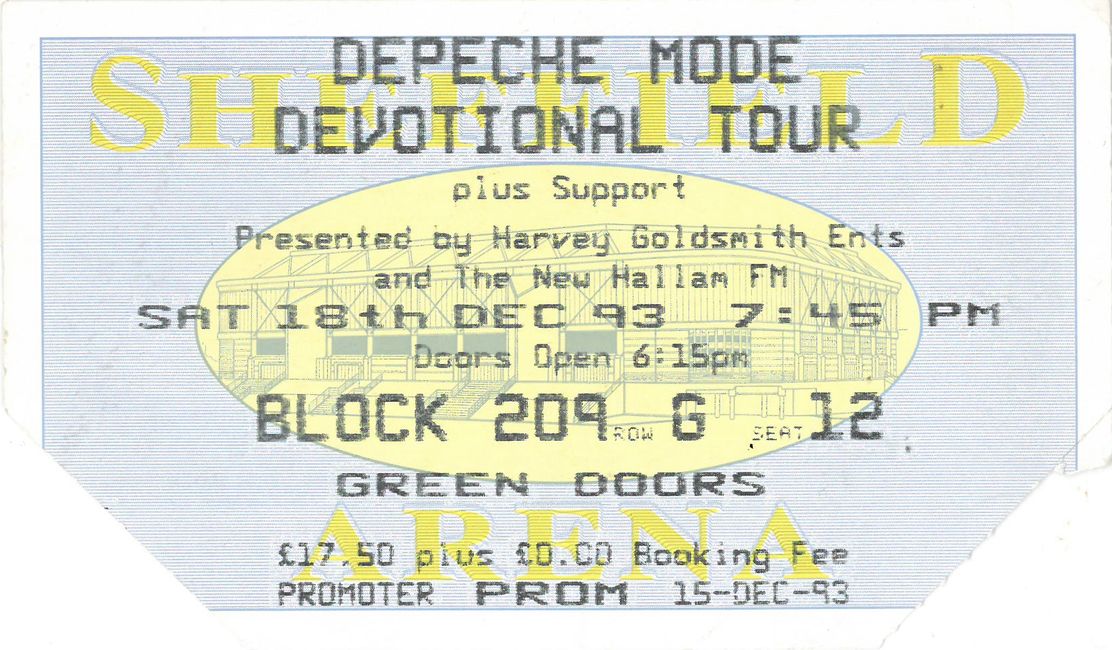 SHEFFIELD
DEPECHE MODE
DEVOTIONAL TOUR
plus Support
Presented by Harvey Goldsmith Ents
and The New Hallam FM
SAT 18th DEC 93 7:45 PM
Doors Open 6:15pm
BLOCK 209 ROW G SEAT 12
GREEN DOORS
ARENA
£17.50 plus £0.00 Booking Fee
PROMOTER PROM 15-DEC-93